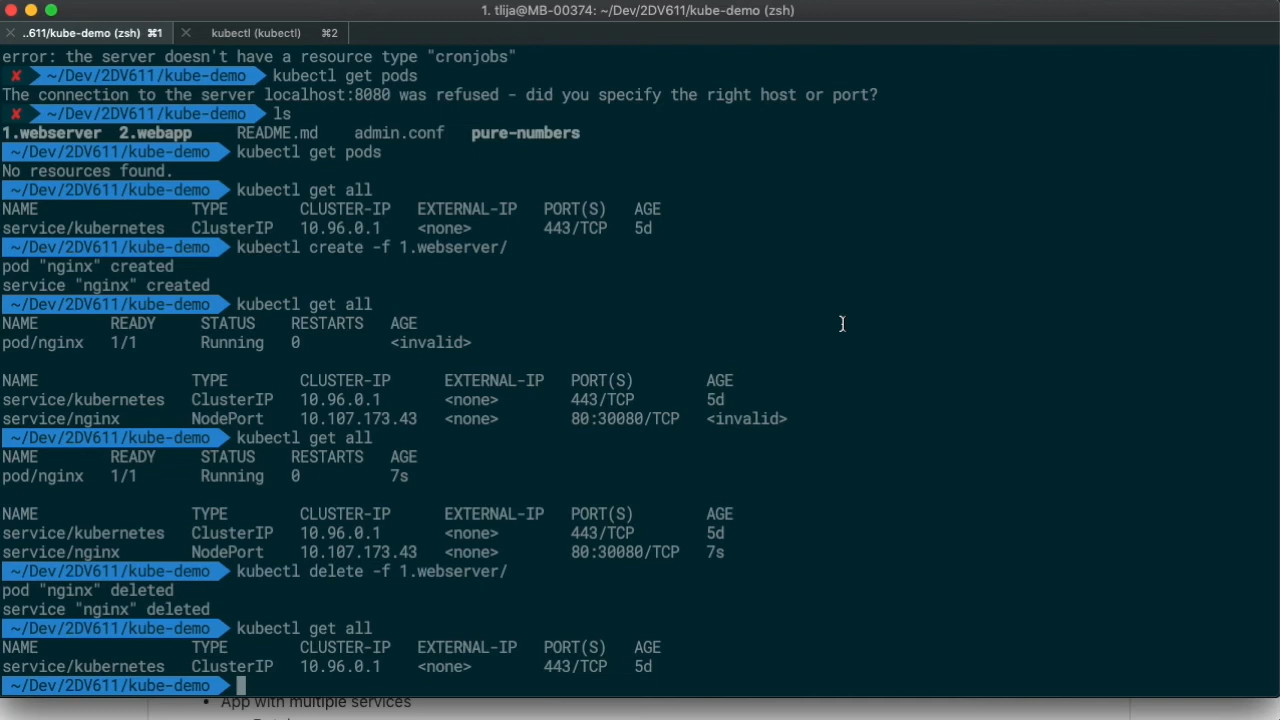 1. tlija@MB-00374: ~/Dev/2DV611/kube-demo (zsh)
..611/kube-demo (zsh) ⌘1 kubectl (kubectl) ⌘2
error: the server doesn't have a resource type "cronjobs"
✘ ~/Dev/2DV611/kube-demo kubectl get pods
The connection to the server localhost:8080 was refused - did you specify the right host or port?
✘ ~/Dev/2DV611/kube-demo ls
1.webserver 2.webapp README.md admin.conf pure-numbers
~/Dev/2DV611/kube-demo kubectl get pods
No resources found.
~/Dev/2DV611/kube-demo kubectl get all
NAME TYPE CLUSTER-IP EXTERNAL-IP PORT(S) AGE
service/kubernetes ClusterIP 10.96.0.1 <none> 443/TCP 5d
~/Dev/2DV611/kube-demo kubectl create -f 1.webserver/
pod "nginx" created
service "nginx" created
~/Dev/2DV611/kube-demo kubectl get all
NAME READY STATUS RESTARTS AGE
pod/nginx 1/1 Running 0 <invalid>
NAME TYPE CLUSTER-IP EXTERNAL-IP PORT(S) AGE
service/kubernetes ClusterIP 10.96.0.1 <none> 443/TCP 5d
service/nginx NodePort 10.107.173.43 <none> 80:30080/TCP <invalid>
~/Dev/2DV611/kube-demo kubectl get all
NAME READY STATUS RESTARTS AGE
pod/nginx 1/1 Running 0 7s
NAME TYPE CLUSTER-IP EXTERNAL-IP PORT(S) AGE
service/kubernetes ClusterIP 10.96.0.1 <none> 443/TCP 5d
service/nginx NodePort 10.107.173.43 <none> 80:30080/TCP 7s
~/Dev/2DV611/kube-demo kubectl delete -f 1.webserver/
pod "nginx" deleted
service "nginx" deleted
~/Dev/2DV611/kube-demo kubectl get all
NAME TYPE CLUSTER-IP EXTERNAL-IP PORT(S) AGE
service/kubernetes ClusterIP 10.96.0.1 <none> 443/TCP 5d
~/Dev/2DV611/kube-demo
• App with multiple services